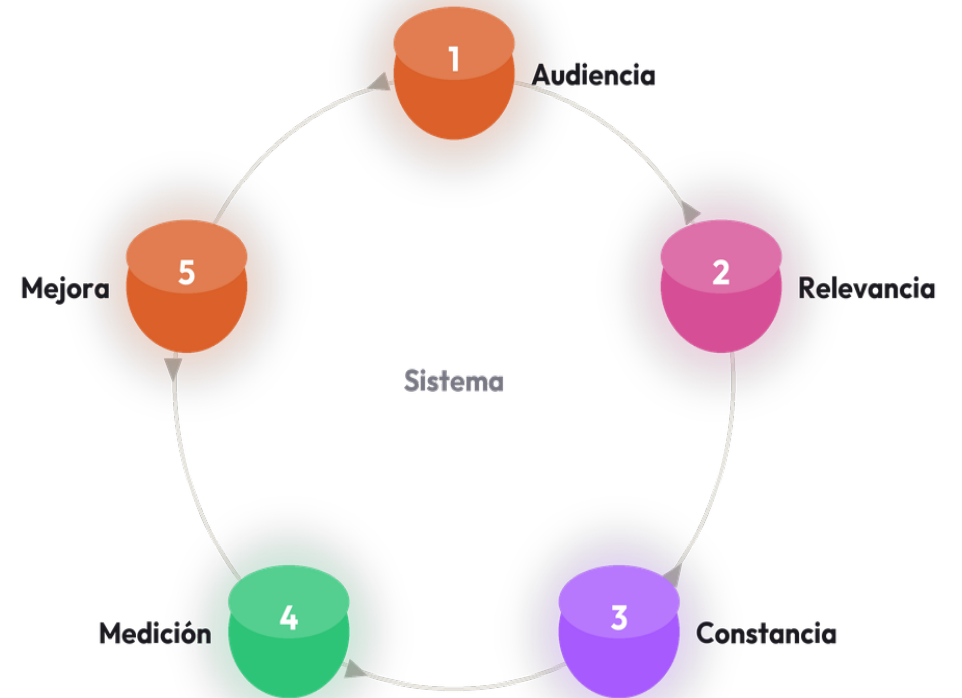 1
Audiencia
5
2
Mejora
Relevancia
Sistema
4
3
Medición
Constancia